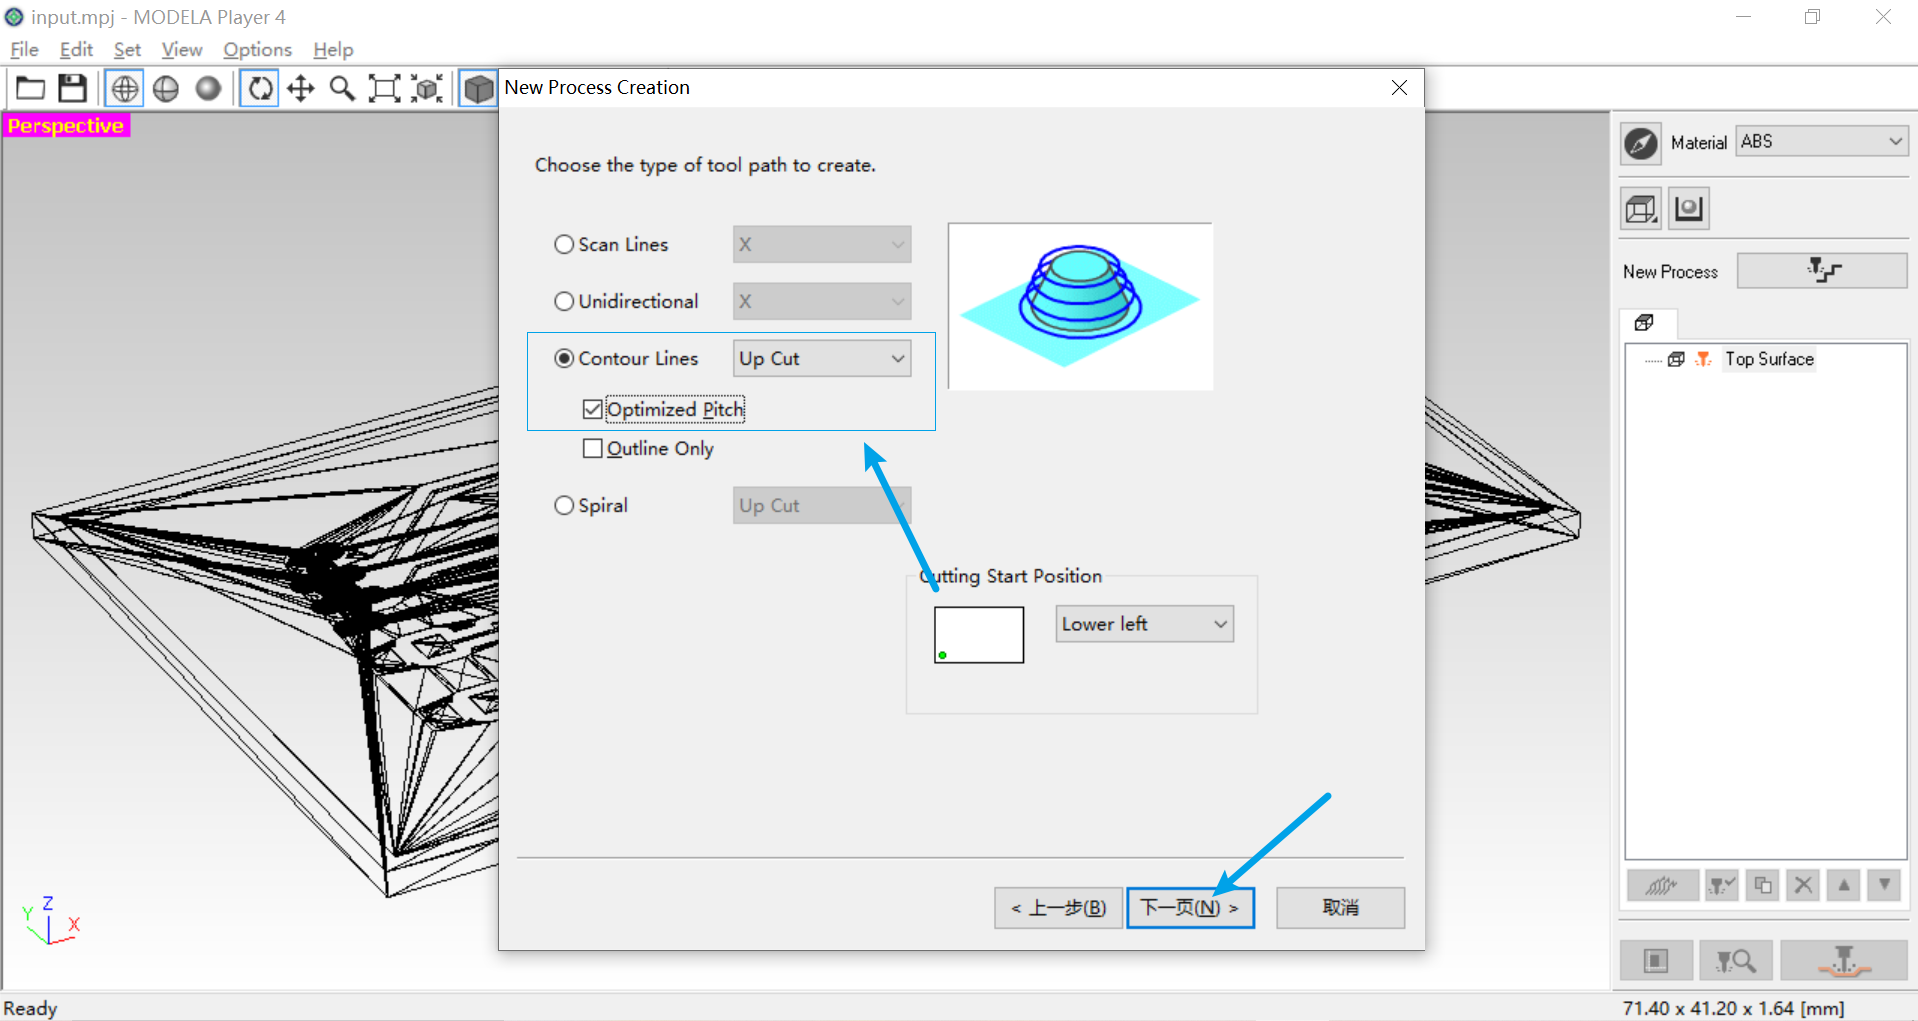 input.mpj - MODELA Player 4
File Edit Set View Options Help
Perspective
New Process Creation
Choose the type of tool path to create.
Scan Lines X
Unidirectional X
Contour Lines Up Cut
Optimized Pitch
Outline Only
Spiral Up Cut
Cutting Start Position
Lower left
< 上一步(B)
下一页(N) >
取消
Material ABS
New Process
Top Surface
Z
Y
X
Ready
71.40 x 41.20 x 1.64 [mm]